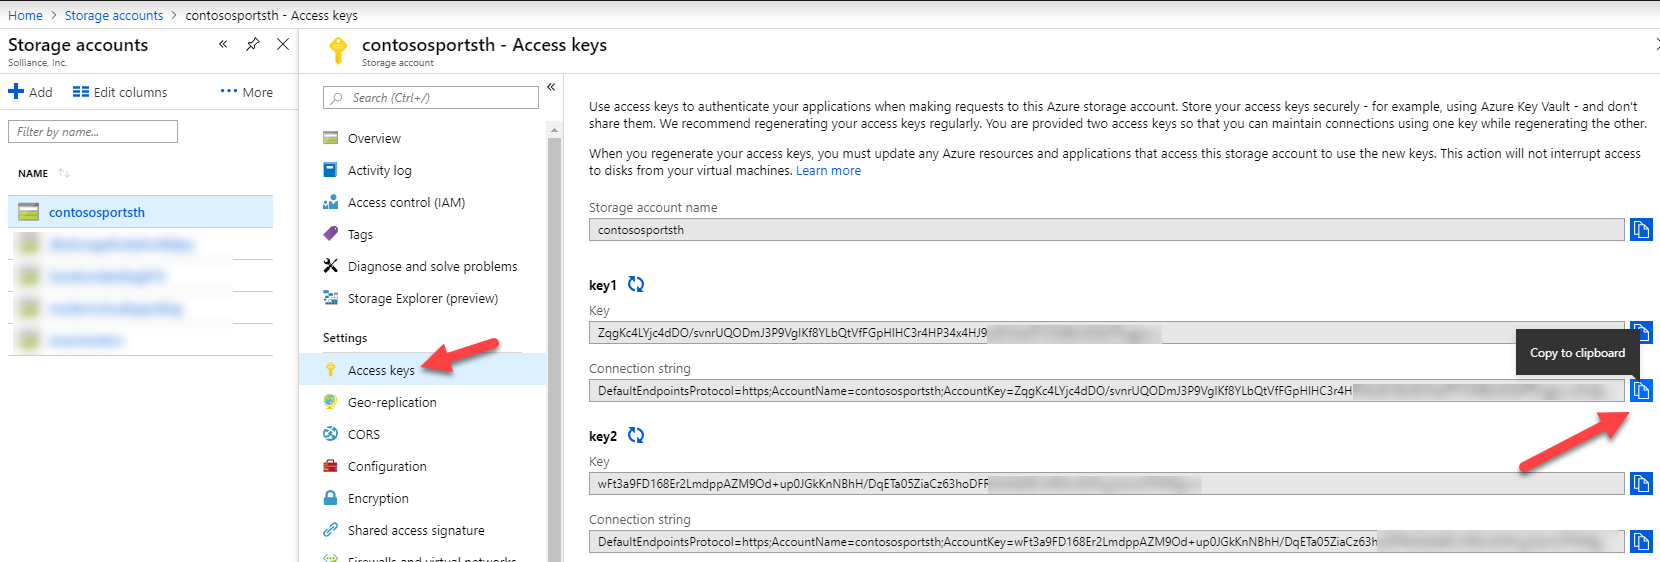 Home > Storage accounts > contososportsth - Access keys
Storage accounts
Solliance, Inc.
Add Edit columns More
Filter by name...
NAME
contososportsth
contososportsth - Access keys
Storage account
Search (Ctrl+/)
Overview
Activity log
Access control (IAM)
Tags
Diagnose and solve problems
Storage Explorer (preview)
Settings
Access keys
Geo-replication
CORS
Configuration
Encryption
Shared access signature
Firewalls and virtual networks
Use access keys to authenticate your applications when making requests to this Azure storage account. Store your access keys securely - for example, using Azure Key Vault - and don't
share them. We recommend regenerating your access keys regularly. You are provided two access keys so that you can maintain connections using one key while regenerating the other.
When you regenerate your access keys, you must update any Azure resources and applications that access this storage account to use the new keys. This action will not interrupt access
to disks from your virtual machines. Learn more
Storage account name
contososportsth
key1
Key
ZqgKc4LYjc4dDO/svnrUQODmJ3P9VgIKf8YLbQtVfFGpHIHC3r4HP34x4HJ9
Copy to clipboard
Connection string
DefaultEndpointsProtocol=https;AccountName=contososportsth;AccountKey=ZqgKc4LYjc4dDO/svnrUQODmJ3P9VgIKf8YLbQtVfFGpHIHC3r4H
key2
Key
wFt3a9FD168Er2LmdppAZM9Od+up0JGkKnNBhH/DqETa05ZiaCz63hoDFF
Connection string
DefaultEndpointsProtocol=https;AccountName=contososportsth;AccountKey=wFt3a9FD168Er2LmdppAZM9Od+up0JGkKnNBhH/DqETa05ZiaCz63h